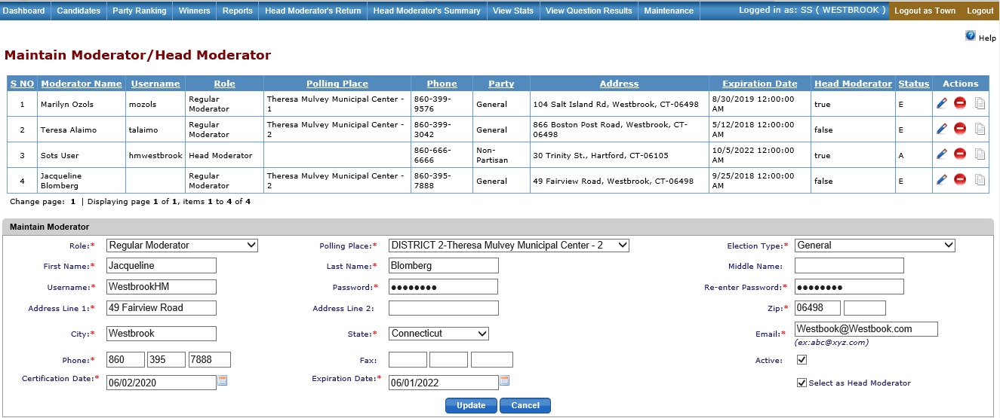 Dashboard Candidates Party Ranking Winners Reports Head Moderator's Return Head Moderator's Summary View Stats View Question Results Maintenance Logged in as: SS ( WESTBROOK ) Logout as Town Logout
Help
Maintain Moderator/Head Moderator
S NO Moderator Name Username Role Polling Place Phone Party Address Expiration Date Head Moderator Status Actions
1 Marilyn Ozols mozols Regular Moderator Theresa Mulvey Municipal Center - 1 860-399-9576 General 104 Salt Island Rd, Westbrook, CT-06498 8/30/2019 12:00:00 AM true E
2 Teresa Alaimo talaimo Regular Moderator Theresa Mulvey Municipal Center - 2 860-399-3042 General 866 Boston Post Road, Westbrook, CT-06498 5/12/2018 12:00:00 AM false E
3 Sots User hmwestbrook Head Moderator 860-666-6666 Non-Partisan 30 Trinity St., Hartford, CT-06105 10/5/2022 12:00:00 AM true A
4 Jacqueline Blomberg Regular Moderator Theresa Mulvey Municipal Center - 2 860-395-7888 General 49 Fairview Road, Westbrook, CT-06498 9/25/2018 12:00:00 AM false E
Change page: 1 | Displaying page 1 of 1, items 1 to 4 of 4
Maintain Moderator
Role:* Regular Moderator Polling Place:* DISTRICT 2-Theresa Mulvey Municipal Center - 2 Election Type:* General
First Name:* Jacqueline Last Name:* Blomberg Middle Name:
Username:* WestbrookHM Password:* ●●●●●●●● Re-enter Password:* ●●●●●●●●
Address Line 1:* 49 Fairview Road Address Line 2: Zip:* 06498
City:* Westbrook State:* Connecticut Email:* Westbook@Westbook.com
(ex:abc@xyz.com)
Phone:* 860 395 7888 Fax: Active:
Certification Date:* 06/02/2020 Expiration Date:* 06/01/2022 Select as Head Moderator
Update Cancel